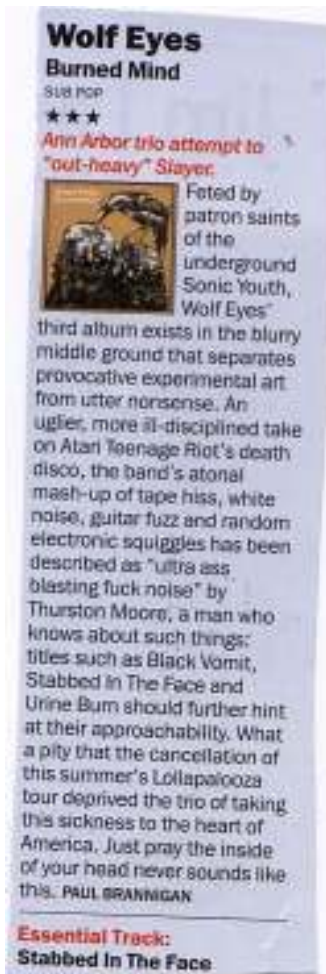 Wolf Eyes
Burned Mind
SUB POP
★★★
Ann Arbor trio attempt to
"out-heavy" Slayer.
Feted by
patron saints
of the
underground
Sonic Youth,
Wolf Eyes'
third album exists in the blurry
middle ground that separates
provocative experimental art
from utter nonsense. An
uglier, more ill-disciplined take
on Atari Teenage Riot's death
disco, the band's atonal
mash-up of tape hiss, white
noise, guitar fuzz and random
electronic squiggles has been
described as "ultra ass
blasting fuck noise" by
Thurston Moore, a man who
knows about such things;
titles such as Black Vomit,
Stabbed In The Face and
Urine Burn should further hint
at their approachability. What
a pity that the cancellation of
this summer's Lollapalooza
tour deprived the trio of taking
this sickness to the heart of
America. Just pray the inside
of your head never sounds like
this. PAUL BRANNIGAN
Essential Track:
Stabbed In The Face